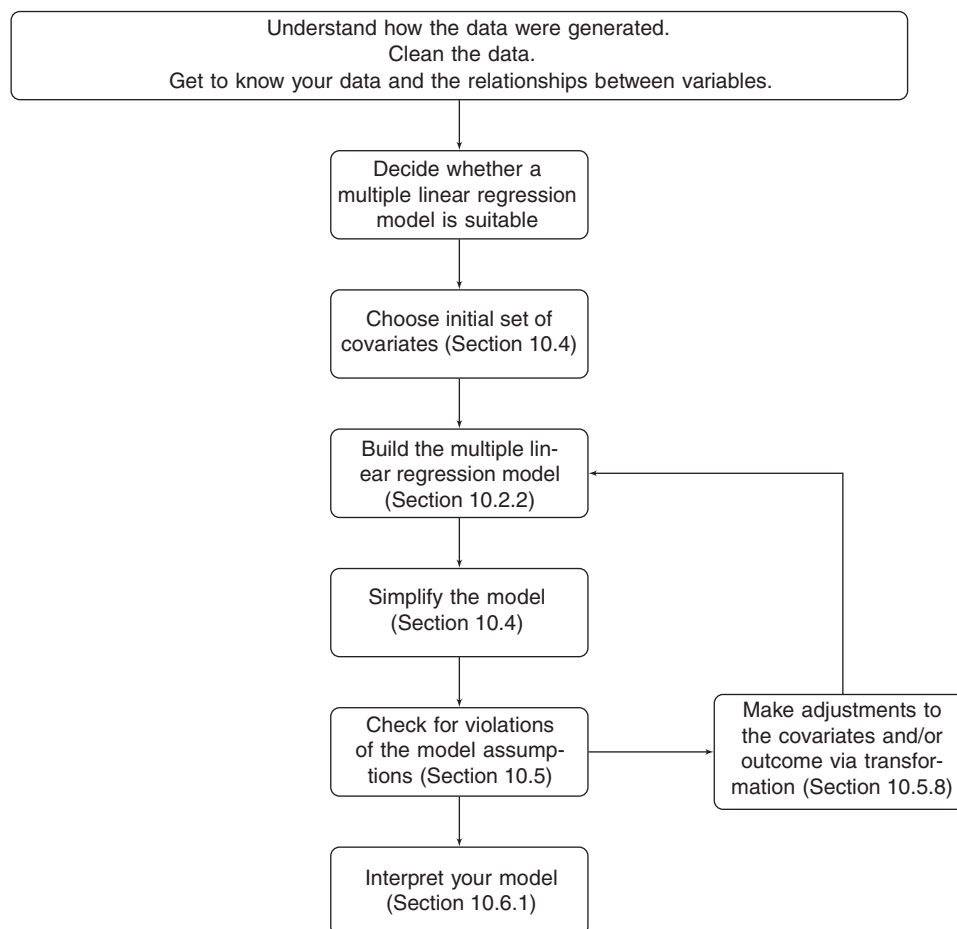 Understand how the data were generated.
Clean the data.
Get to know your data and the relationships between variables.
Decide whether a
multiple linear regression
model is suitable
Choose initial set of
covariates (Section 10.4)
Build the multiple lin-
ear regression model
(Section 10.2.2)
Simplify the model
(Section 10.4)
Check for violations
of the model assump-
tions (Section 10.5)
Make adjustments to
the covariates and/or
outcome via transfor-
mation (Section 10.5.8)
Interpret your model
(Section 10.6.1)